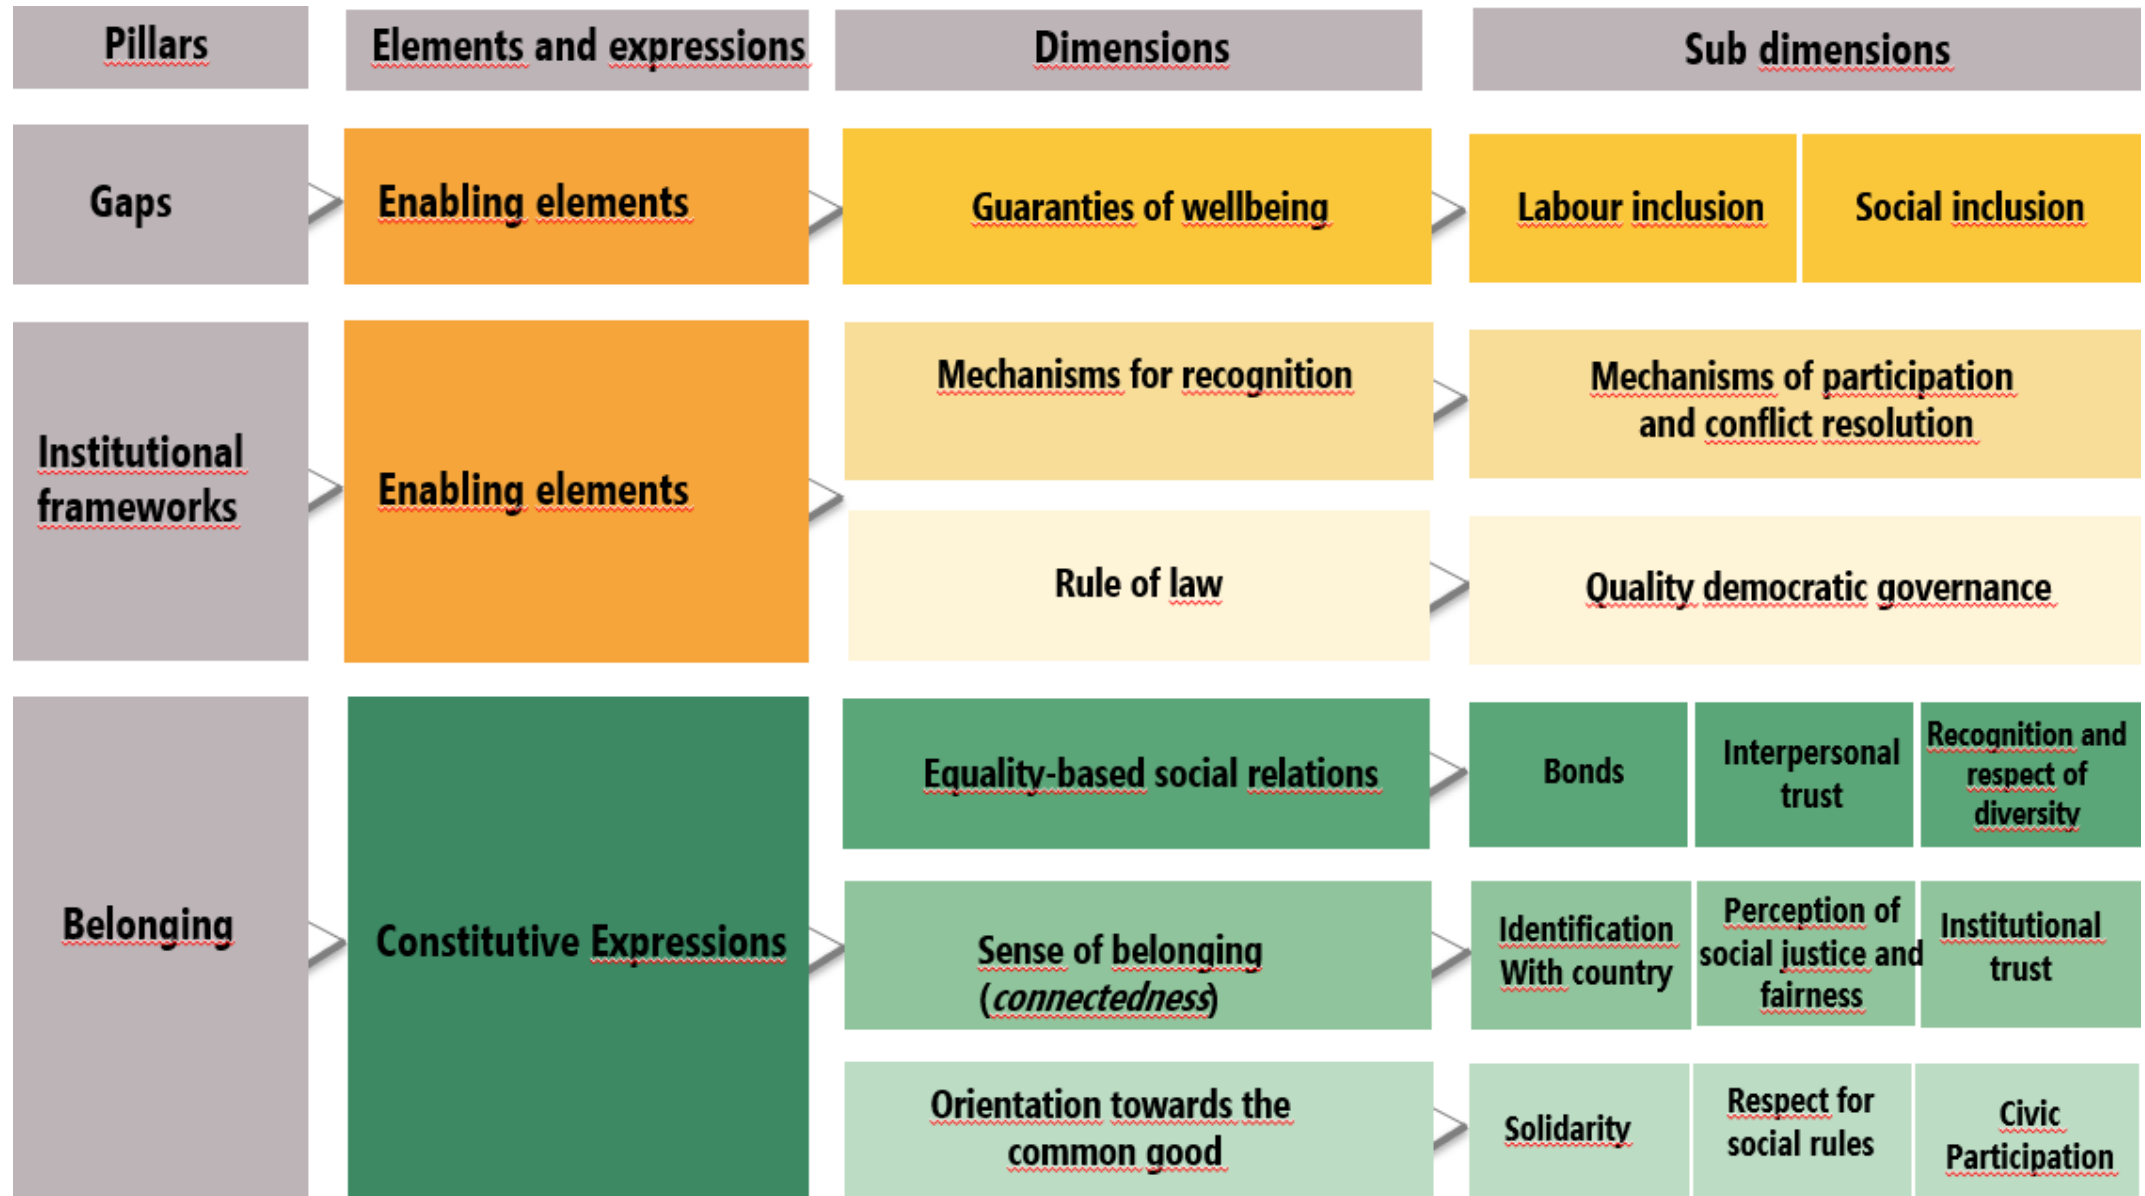 Pillars
Elements and expressions
Dimensions
Sub dimensions
Gaps
Enabling elements
Guaranties of wellbeing
Labour inclusion
Social inclusion
Institutional
frameworks
Enabling elements
Mechanisms for recognition
Mechanisms of participation
and conflict resolution
Rule of law
Quality democratic governance
Belonging
Constitutive Expressions
Equality-based social relations
Bonds
Interpersonal
trust
Recognition and
respect of
diversity
Sense of belonging
(connectedness)
Identification
With country
Perception of
social justice and
fairness
Institutional
trust
Orientation towards the
common good
Solidarity
Respect for
social rules
Civic
Participation